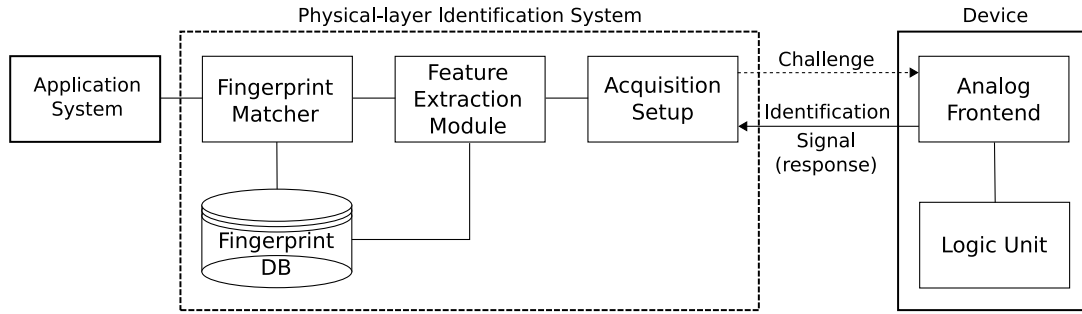 Physical-layer Identification System
Device
Application
System
Fingerprint
Matcher
Feature
Extraction
Module
Acquisition
Setup
Challenge
Identification
Signal
(response)
Analog
Frontend
Fingerprint
DB
Logic Unit